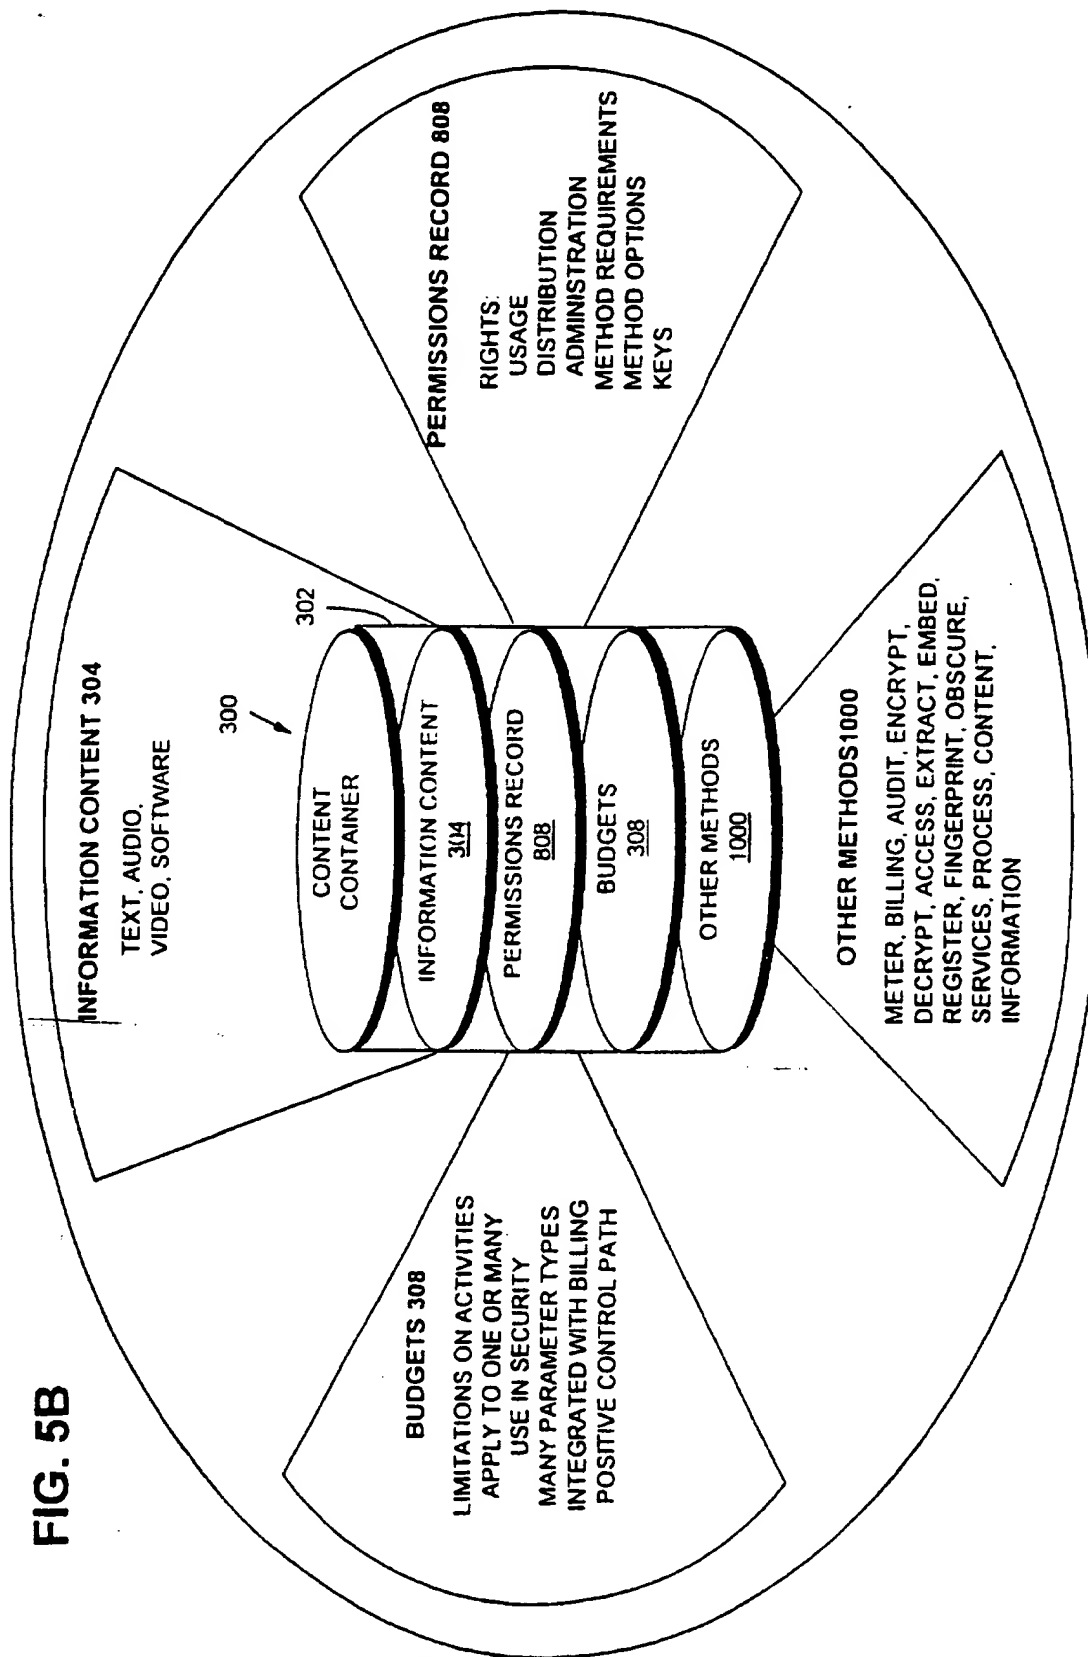 FIG. 5B
INFORMATION CONTENT 304
TEXT, AUDIO,
VIDEO, SOFTWARE
BUDGETS 308
LIMITATIONS ON ACTIVITIES
APPLY TO ONE OR MANY
USE IN SECURITY
MANY PARAMETER TYPES
INTEGRATED WITH BILLING
POSITIVE CONTROL PATH
300
302
CONTENT
CONTAINER
INFORMATION CONTENT
304
PERMISSIONS RECORD
808
BUDGETS
308
OTHER METHODS
1000
PERMISSIONS RECORD 808
RIGHTS:
USAGE
DISTRIBUTION
ADMINISTRATION
METHOD REQUIREMENTS
METHOD OPTIONS
KEYS
OTHER METHODS1000
METER, BILLING, AUDIT, ENCRYPT,
DECRYPT, ACCESS, EXTRACT, EMBED,
REGISTER, FINGERPRINT, OBSCURE,
SERVICES, PROCESS, CONTENT,
INFORMATION